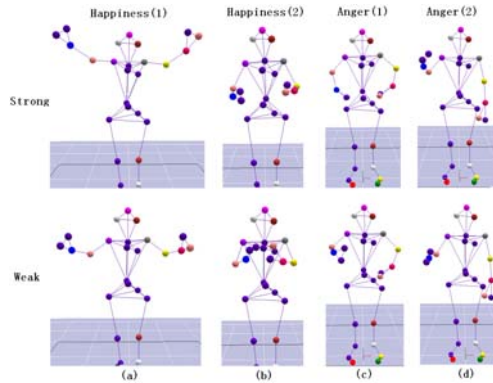 Happiness(1) Happiness(2) Anger(1) Anger(2)
Strong
Weak
(a) (b) (c) (d)